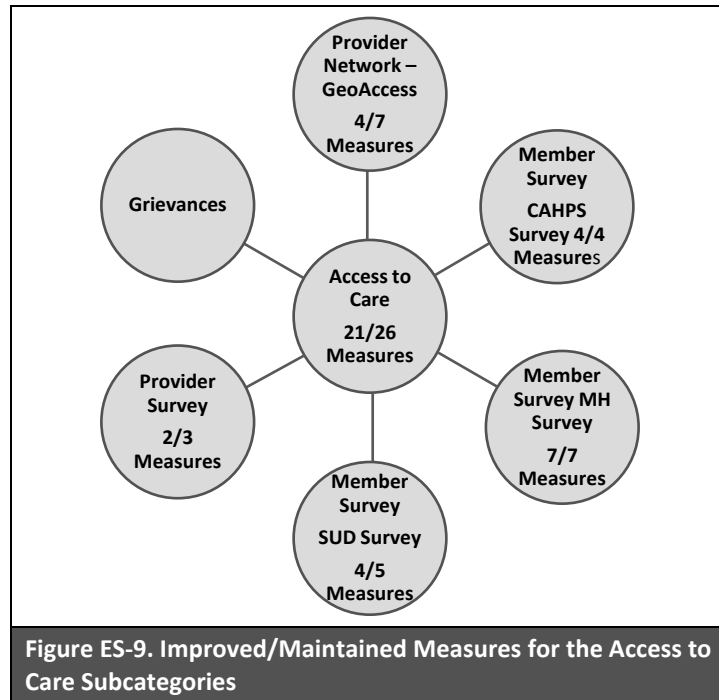 Provider
Network –
GeoAccess
4/7
Measures
Member
Survey
CAHPS
Survey 4/4
Measures
Grievances
Access to
Care
21/26
Measures
Provider
Survey
2/3
Measures
Member
Survey MH
Survey
7/7
Measures
Member
Survey
SUD Survey
4/5
Measures
Figure ES-9. Improved/Maintained Measures for the Access to
Care Subcategories